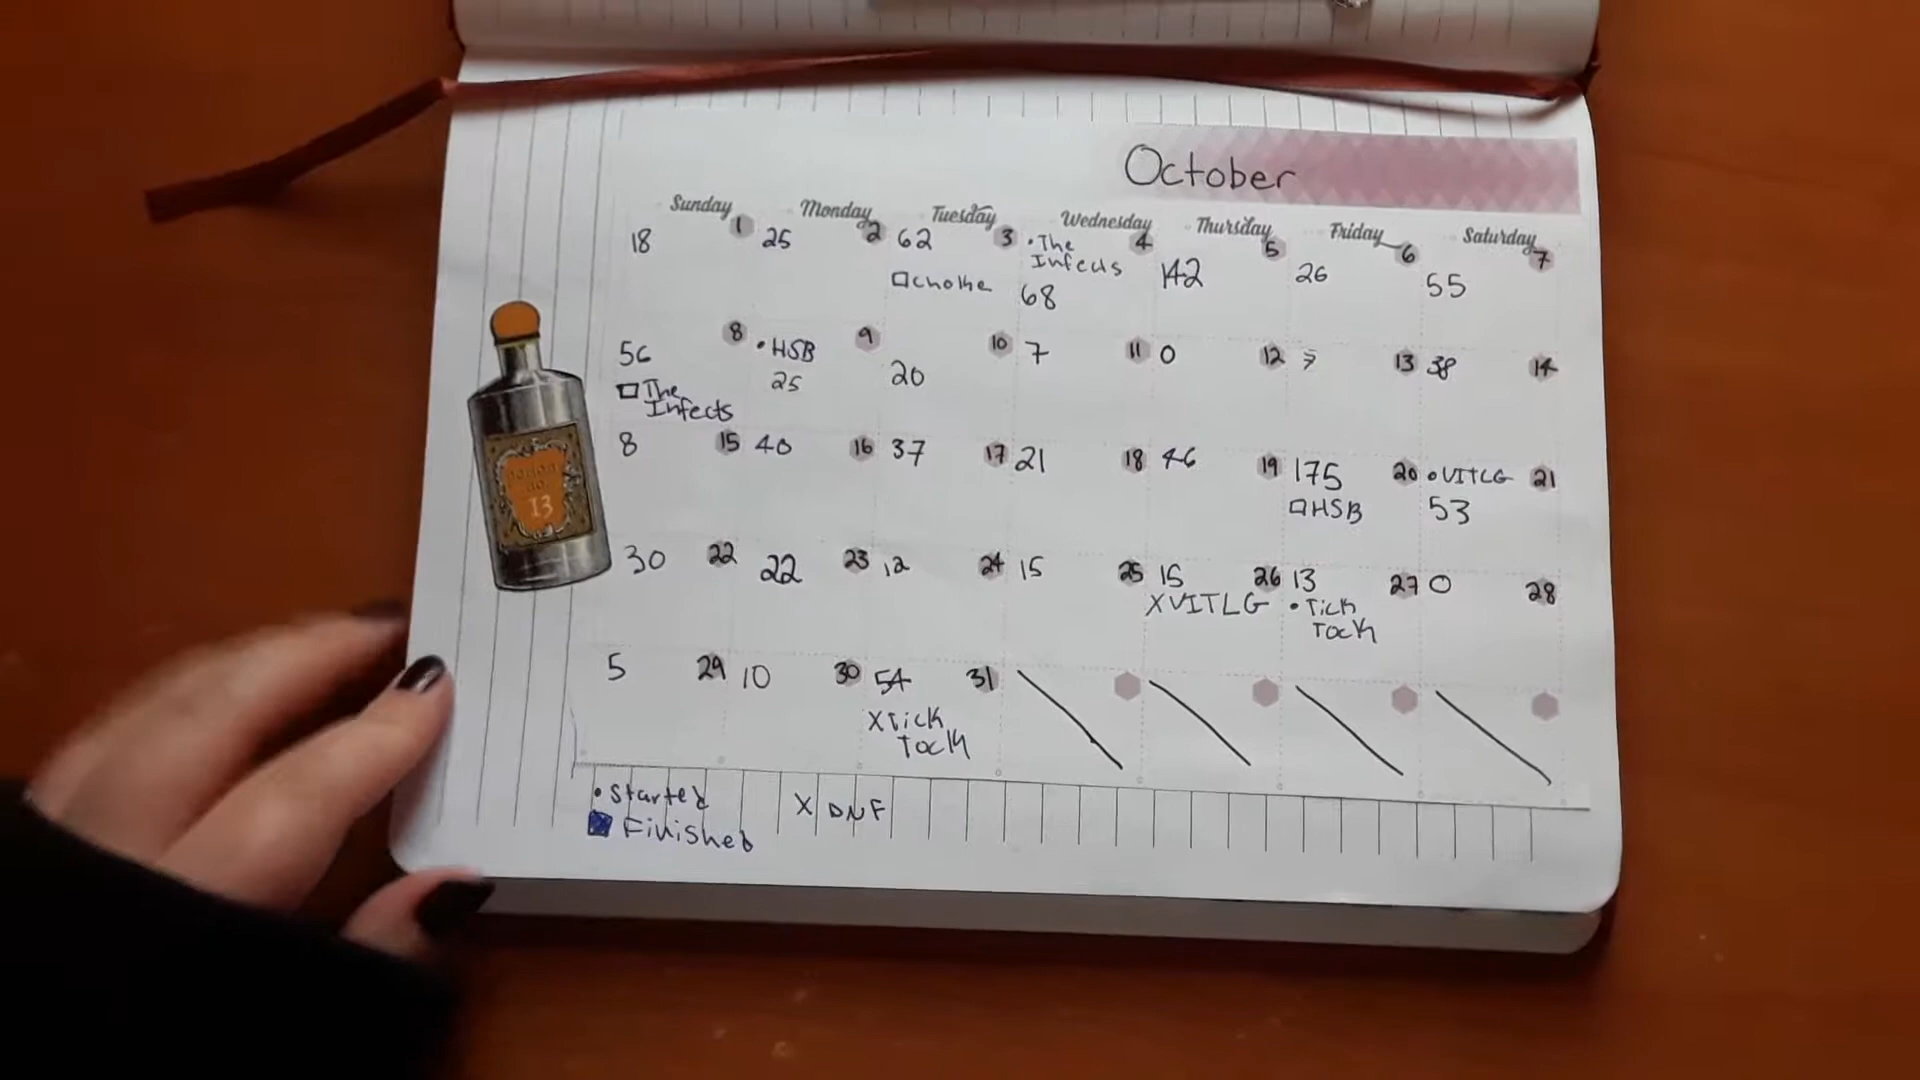 October
Sunday Monday Tuesday Wednesday Thursday Friday Saturday
18 1 25 2 62 3 •The 4 142 5 26 6 55 7
Infects
□Choke 68
56 8 •HSB 9 20 10 7 11 0 12 13 38 14
□The 25
Infects
8 15 40 16 37 17 21 18 46 19 175 20 •VITLG 21
□HSB 53
30 22 22 23 12 24 15 25 15 26 13 27 0 28
XVITLG •Tick
Tock
5 29 10 30 54 31
XTick
Tock
•Started X DNF
■ Finished
13